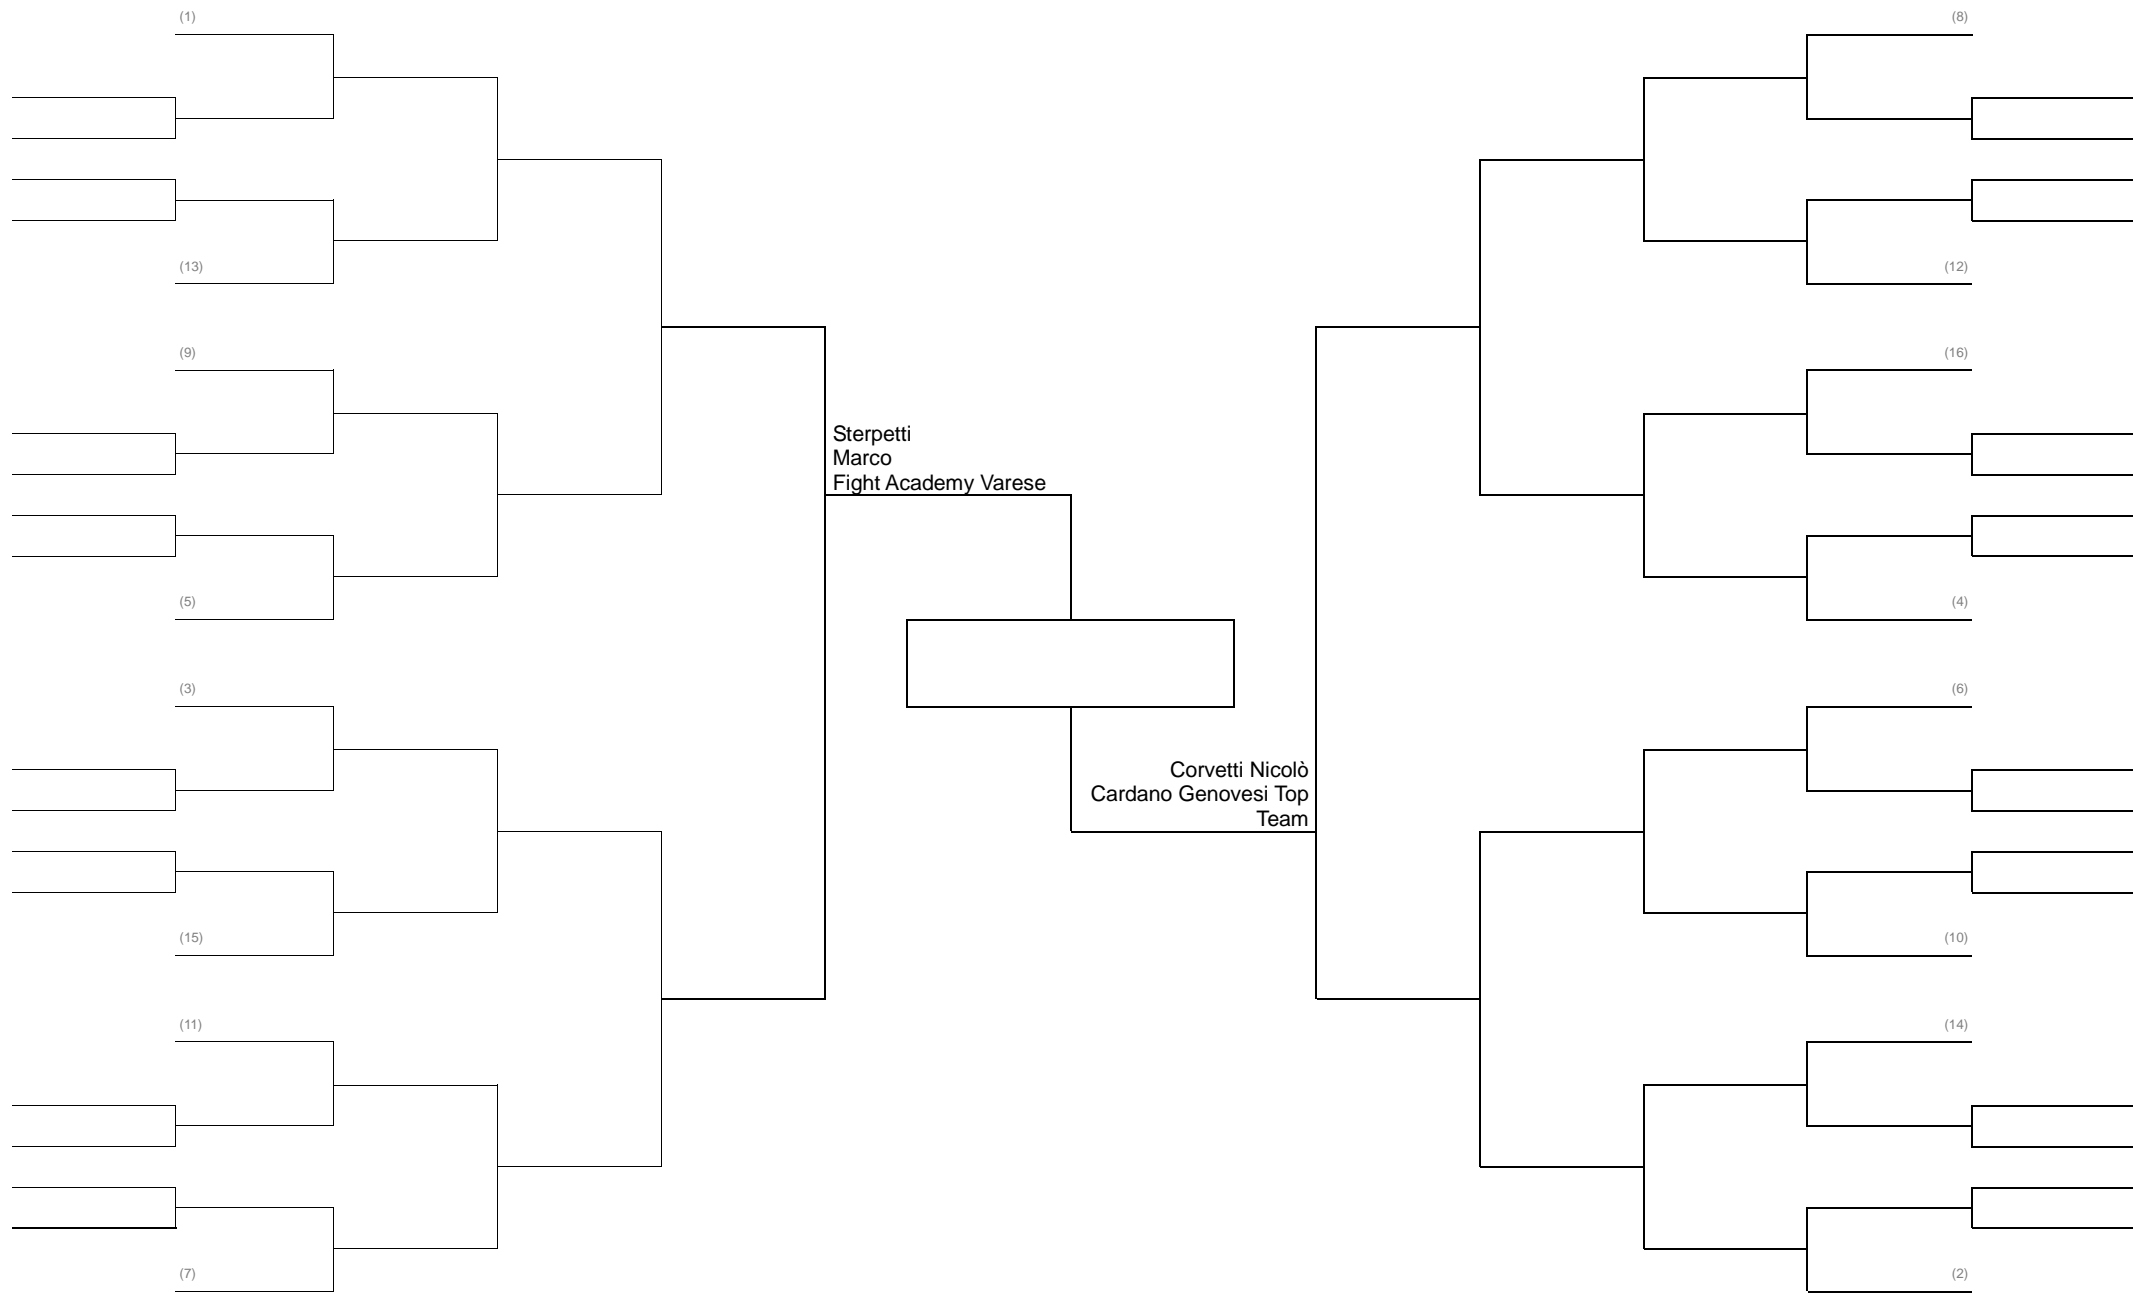 (1)
(8)
(13)
(12)
(9)
(16)
Sterpetti
Marco
Fight Academy Varese
(5)
(4)
(3)
(6)
Corvetti Nicolò
Cardano Genovesi Top
Team
(15)
(10)
(11)
(14)
(7)
(2)